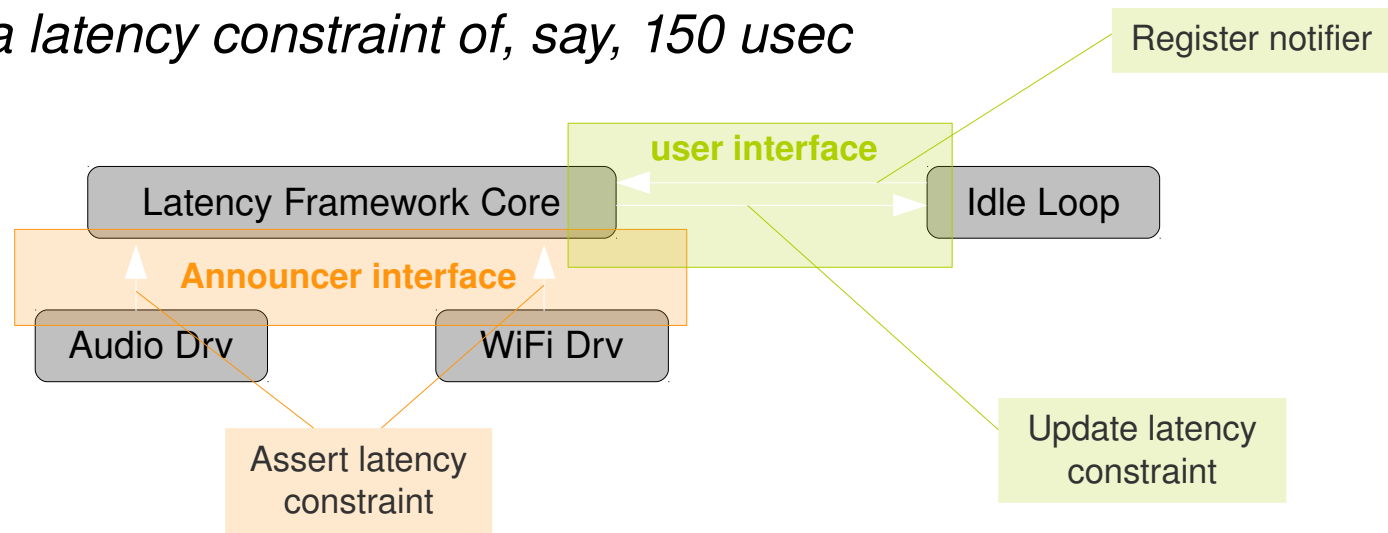 a latency constraint of, say, 150 usec
Register notifier
user interface
Latency Framework Core
Idle Loop
Announcer interface
Audio Drv
WiFi Drv
Assert latency
constraint
Update latency
constraint